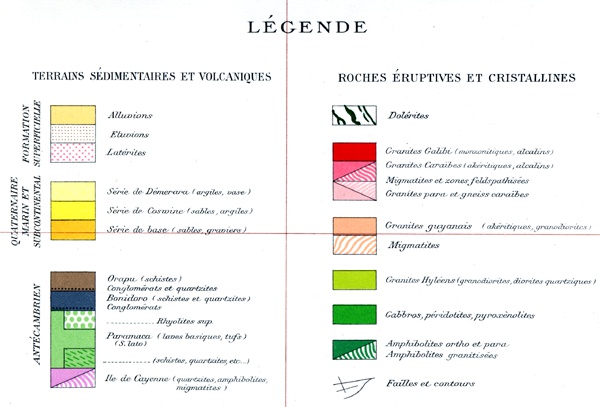 LÉGENDE
TERRAINS SÉDIMENTAIRES ET VOLCANIQUES
FORMATION
SUPERFICIELLE
Alluvions
Eluvions
Latérites
QUATERNAIRE
MARIN ET
SUBCONTINENTAL
Série de Démerara (argiles, vase)
Série de Coswine (sables, argiles)
Série de base (sables, graviers)
ANTÉCAMBRIEN
Orapu (schistes)
Conglomérats et quartzites
Bonidoro (schistes et quartzites)
Conglomérats
Rhyolites sup.
Paramaca (laves basiques, tufs)
(S. lato)
(schistes, quartzites, etc...)
Ile de Cayenne (quartzites, amphibolites,
migmatites)
ROCHES ÉRUPTIVES ET CRISTALLINES
Dolérites
Granites Galibi (monzonitiques, alcalins)
Granites Caraïbes (akéritiques, alcalins)
Migmatites et zones feldspathisées
Granites para et gneiss caraïbes
Granites guyanais (akéritiques, granodiorites)
Migmatites
Granites Hyléens (granodiorites, diorites quartziques)
Gabbros, péridotites, pyroxénolites
Amphibolites ortho et para
Amphibolites granitisées
Failles et contours